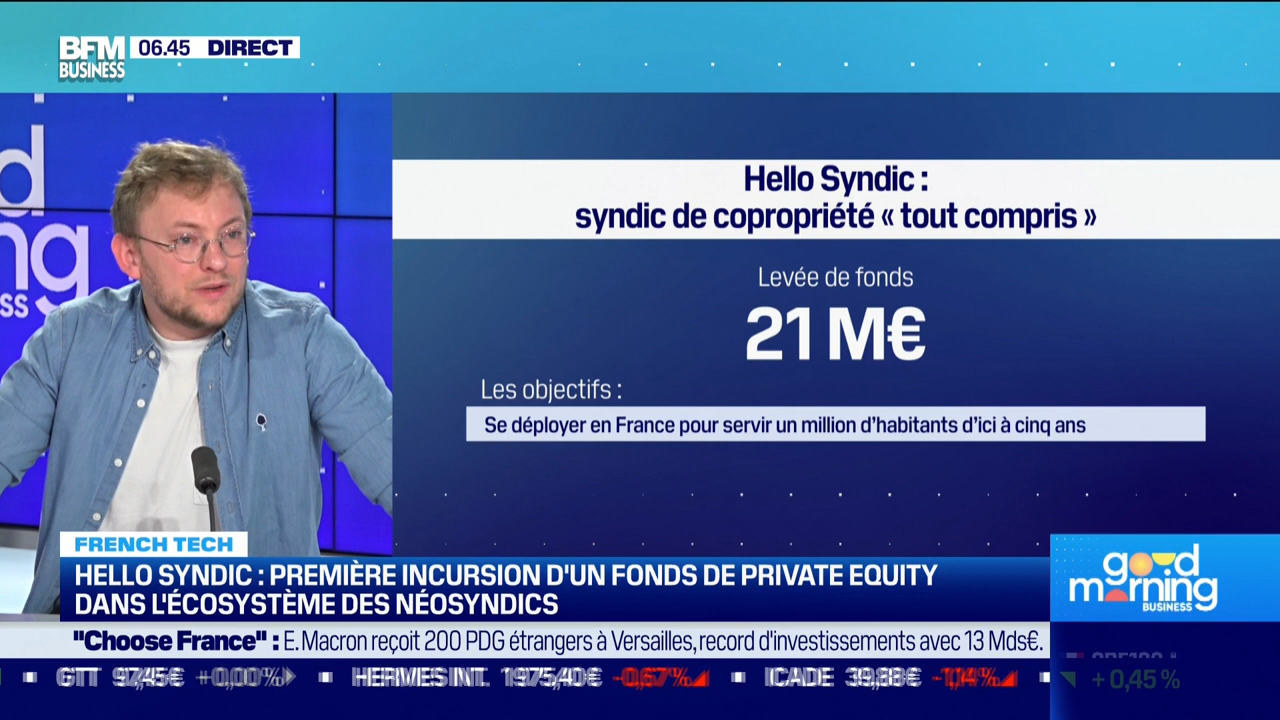 BFM
BUSINESS
06.45 DIRECT
Hello Syndic :
syndic de copropriété « tout compris »
Levée de fonds
21 M€
Les objectifs :
Se déployer en France pour servir un million d'habitants d'ici à cinq ans
FRENCH TECH
HELLO SYNDIC : PREMIÈRE INCURSION D'UN FONDS DE PRIVATE EQUITY
DANS L'ÉCOSYSTÈME DES NÉOSYNDICS
good
morning
BUSINESS
"Choose France" : E. Macron reçoit 200 PDG étrangers à Versailles, record d'investissements avec 13 Mds€.
GTT +0,00% HERMES INT. 1975,40€ -0,67% ICADE
+0,45%